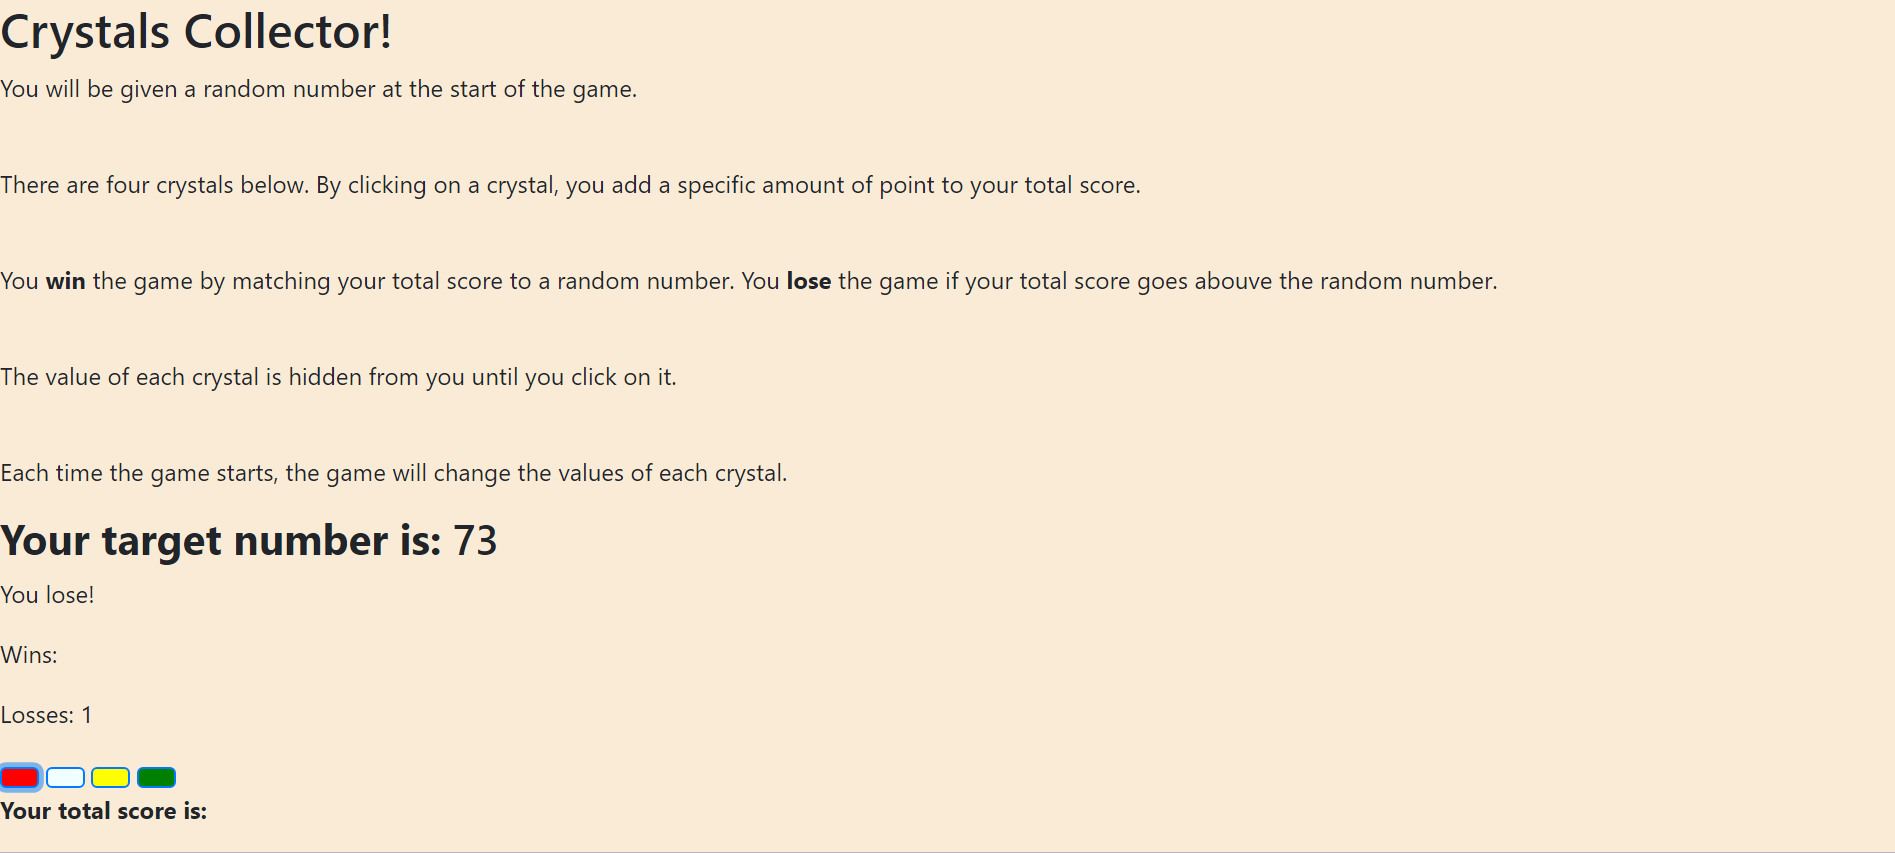 Crystals Collector!
You will be given a random number at the start of the game.
There are four crystals below. By clicking on a crystal, you add a specific amount of point to your total score.
You win the game by matching your total score to a random number. You lose the game if your total score goes abouve the random number.
The value of each crystal is hidden from you until you click on it.
Each time the game starts, the game will change the values of each crystal.
Your target number is: 73
You lose!
Wins:
Losses: 1
Your total score is: